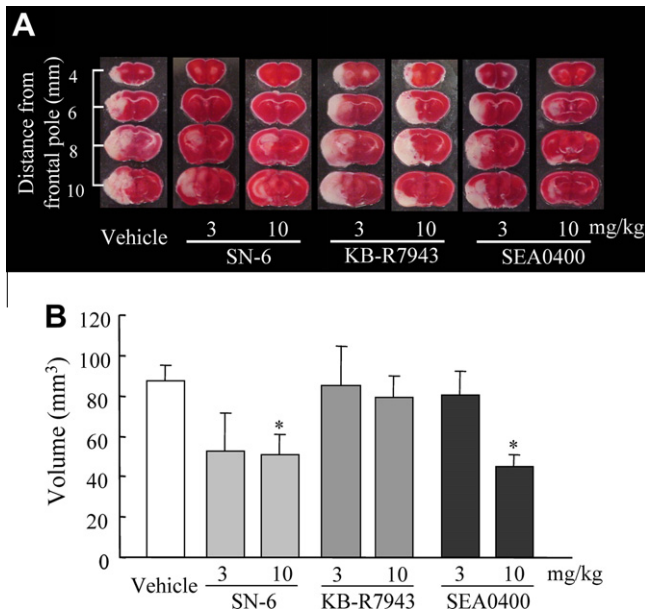 A
Distance from
frontal pole (mm)
4
6
8
10
Vehicle
3 10 3 10 3 10 mg/kg
SN-6 KB-R7943 SEA0400
B
Volume (mm³)
120
100
80
60
40
20
0
* *
Vehicle
3 10 3 10 3 10 mg/kg
SN-6 KB-R7943 SEA0400